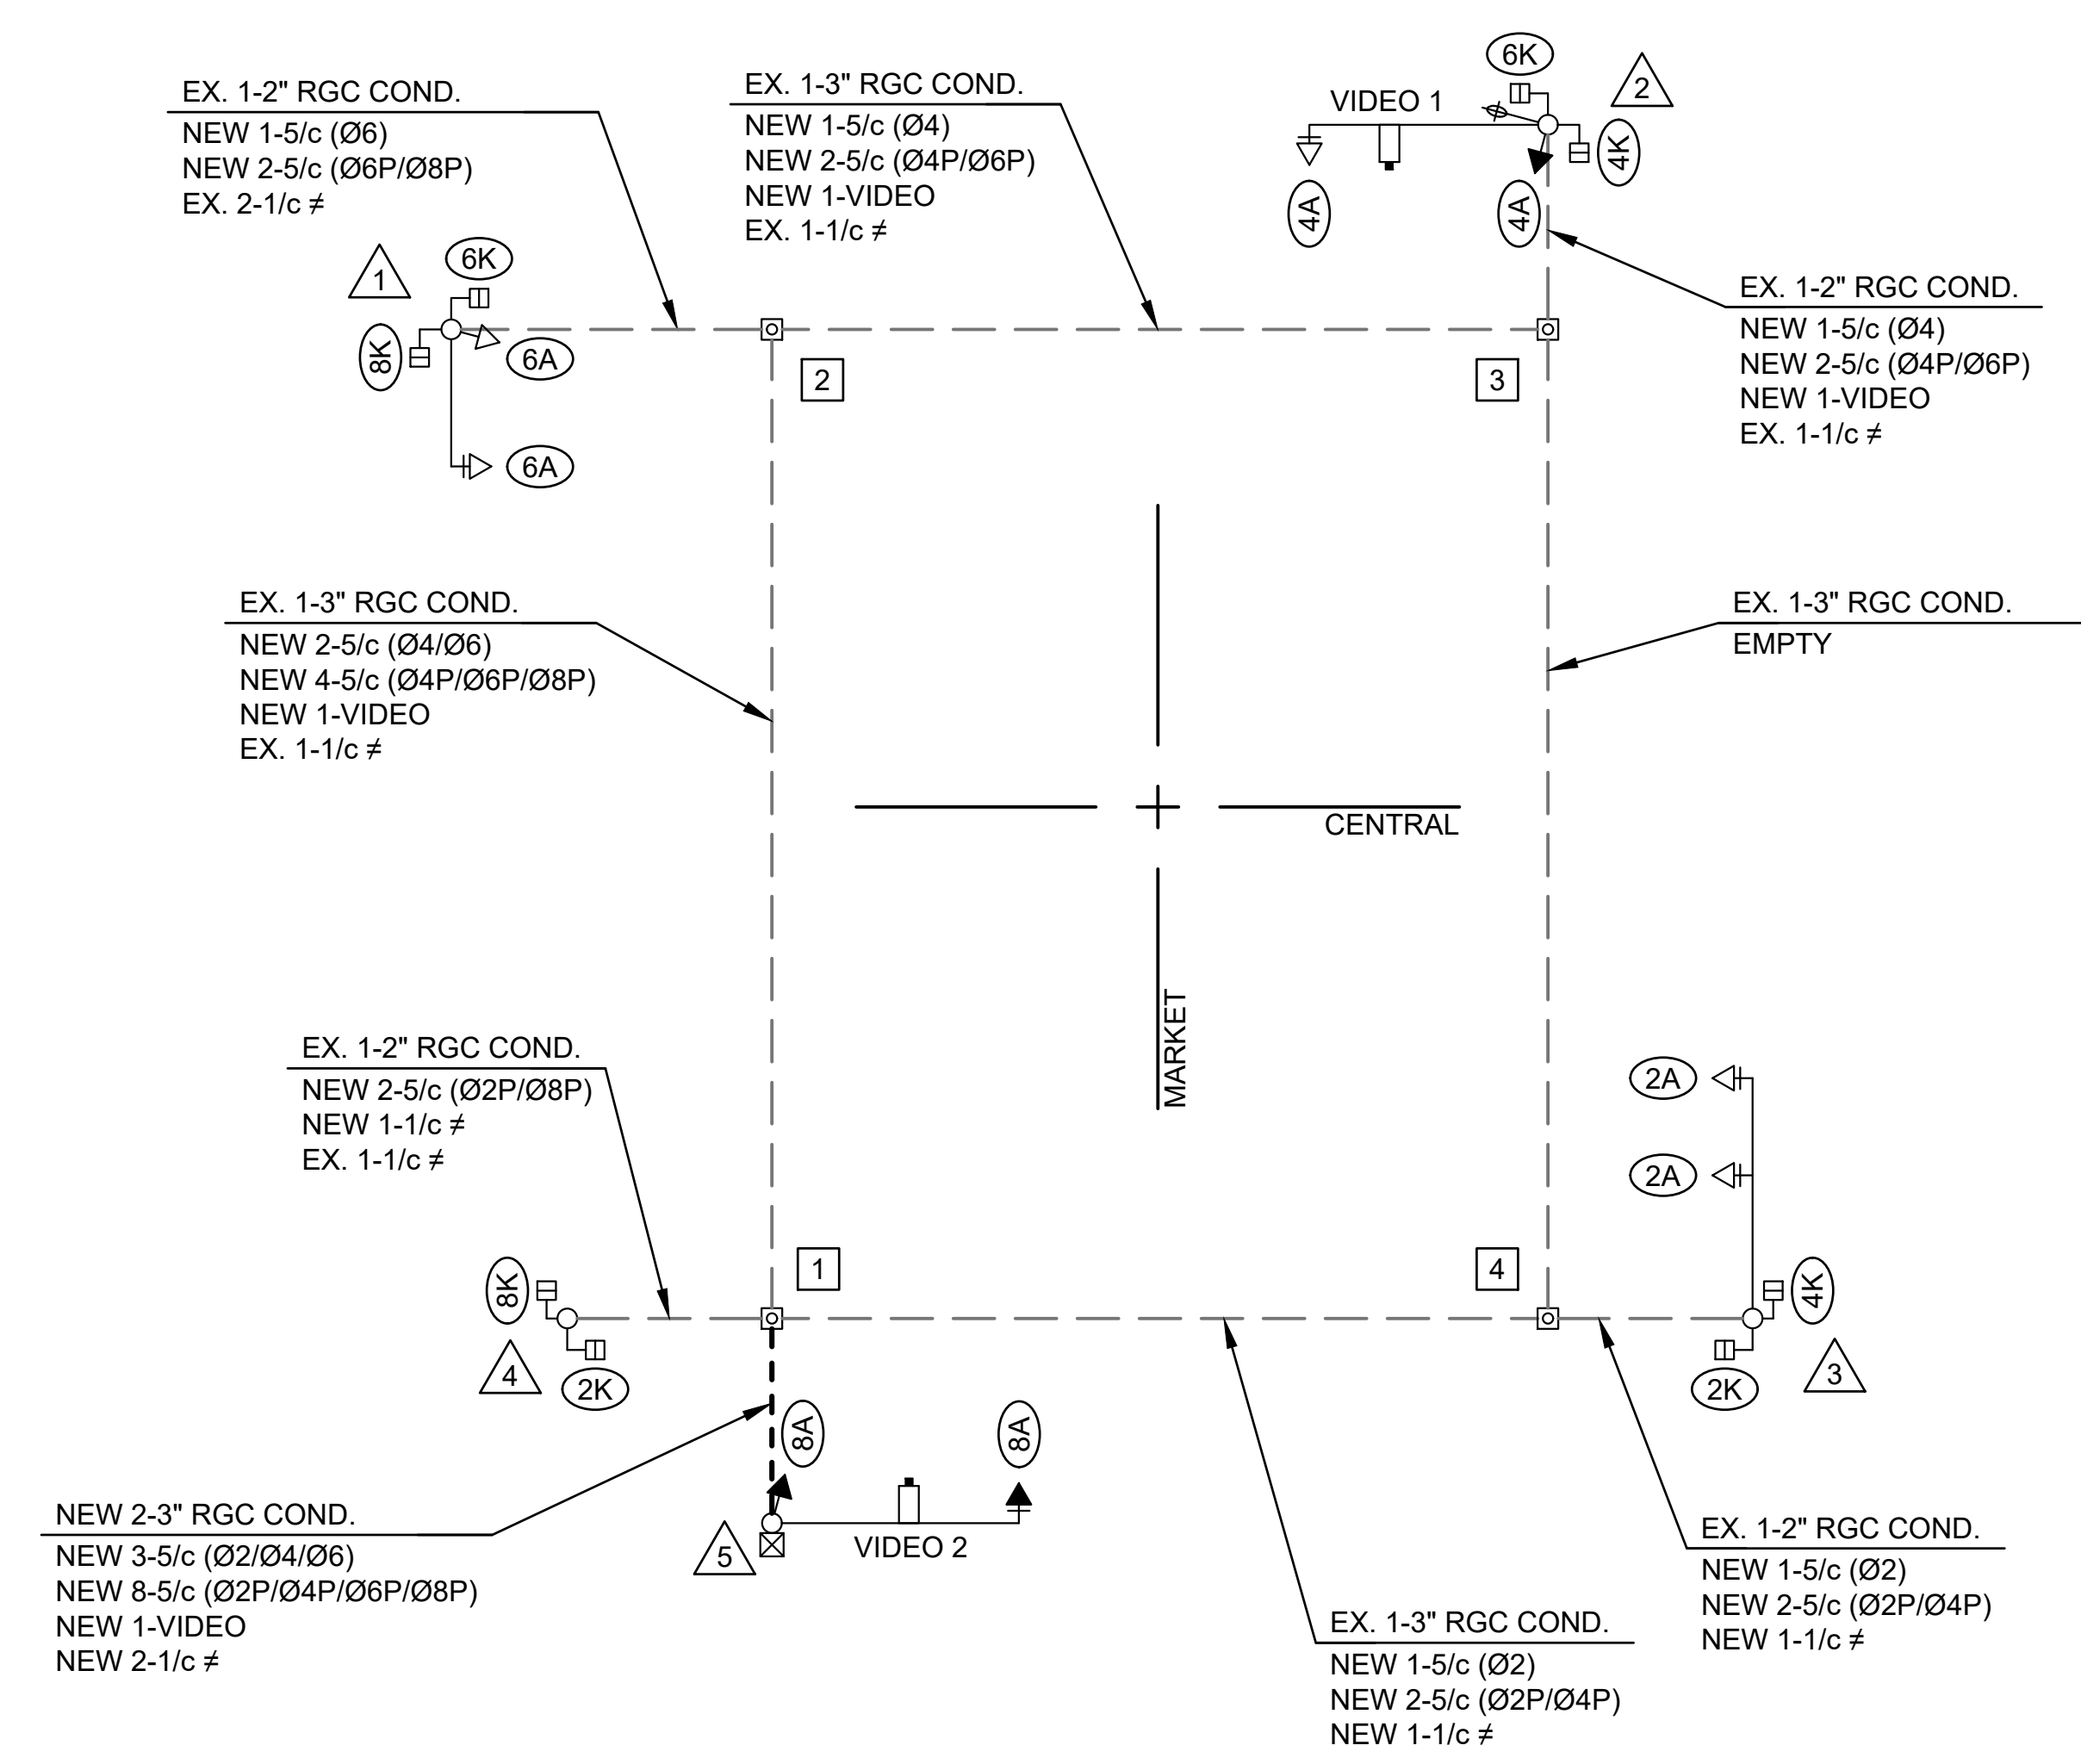 6K
2
VIDEO 1
4K
4A
4A
EX. 1-2" RGC COND.
NEW 1-5/c (Ø6)
NEW 2-5/c (Ø6P/Ø8P)
EX. 2-1/c ≠
EX. 1-3" RGC COND.
NEW 1-5/c (Ø4)
NEW 2-5/c (Ø4P/Ø6P)
NEW 1-VIDEO
EX. 1-1/c ≠
1
6K
8K
6A
6A
2
3
EX. 1-2" RGC COND.
NEW 1-5/c (Ø4)
NEW 2-5/c (Ø4P/Ø6P)
NEW 1-VIDEO
EX. 1-1/c ≠
EX. 1-3" RGC COND.
NEW 2-5/c (Ø4/Ø6)
NEW 4-5/c (Ø4P/Ø6P/Ø8P)
NEW 1-VIDEO
EX. 1-1/c ≠
EX. 1-3" RGC COND.
EMPTY
CENTRAL
MARKET
EX. 1-2" RGC COND.
NEW 2-5/c (Ø2P/Ø8P)
NEW 1-1/c ≠
EX. 1-1/c ≠
2A
2A
1
4
8K
4
2K
4K
2K
3
8A
8A
5
VIDEO 2
NEW 2-3" RGC COND.
NEW 3-5/c (Ø2/Ø4/Ø6)
NEW 8-5/c (Ø2P/Ø4P/Ø6P/Ø8P)
NEW 1-VIDEO
NEW 2-1/c ≠
EX. 1-3" RGC COND.
NEW 1-5/c (Ø2)
NEW 2-5/c (Ø2P/Ø4P)
NEW 1-1/c ≠
EX. 1-2" RGC COND.
NEW 1-5/c (Ø2)
NEW 2-5/c (Ø2P/Ø4P)
NEW 1-1/c ≠